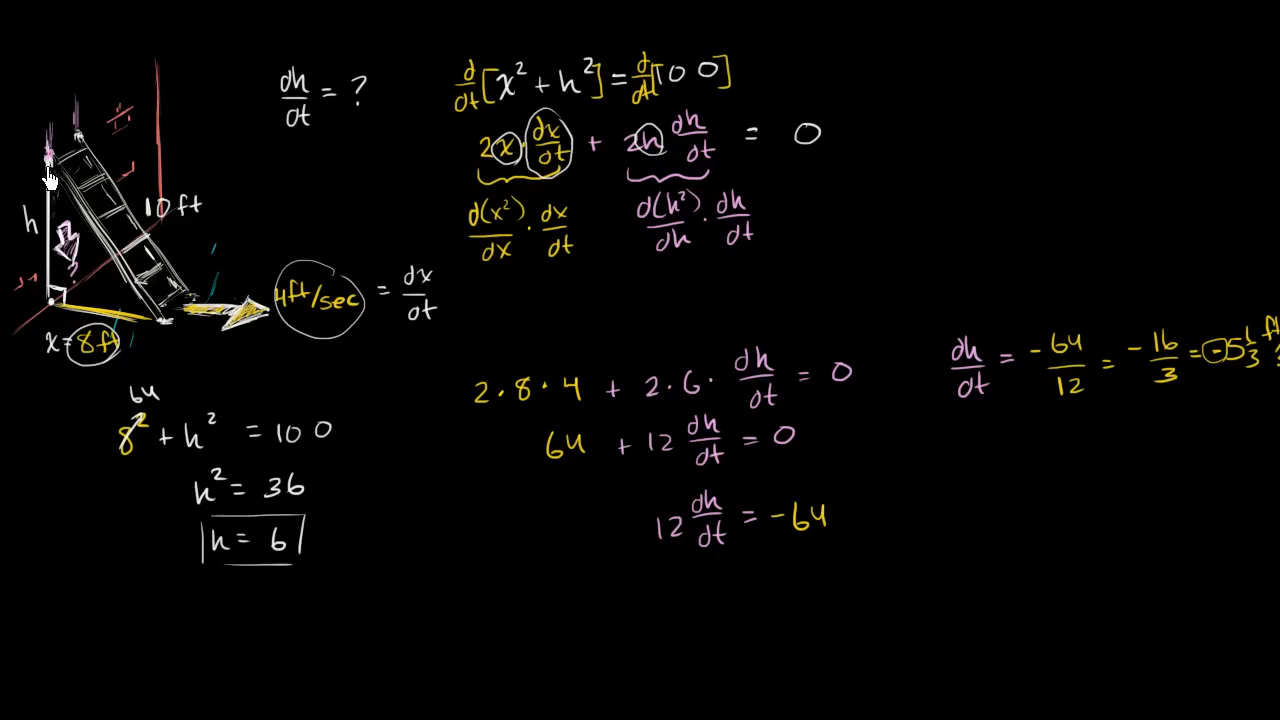 dh/dt = ?
d/dt[x² + h²] = d/dt[100]
2x · dx/dt + 2h dh/dt = 0
d(x²)/dx · dx/dt
d(h²)/dh · dh/dt
h
10 ft
4ft/sec = dx/dt
x = 8ft
64
8² + h² = 100
h² = 36
h = 6
2 · 8 · 4 + 2 · 6 · dh/dt = 0
64 + 12 dh/dt = 0
12 dh/dt = -64
dh/dt = -64/12 = -16/3 = -5 1/3 ft